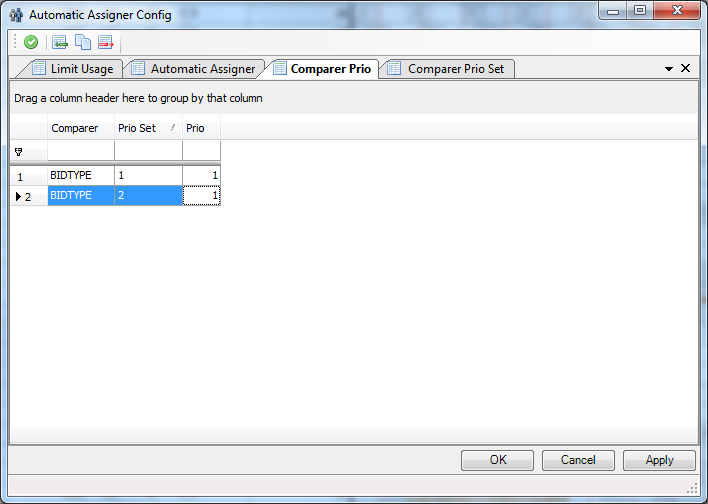 Automatic Assigner Config
Limit Usage Automatic Assigner Comparer Prio Comparer Prio Set
Drag a column header here to group by that column
Comparer Prio Set Prio
1 BIDTYPE 1 1
2 BIDTYPE 2 1
OK Cancel Apply